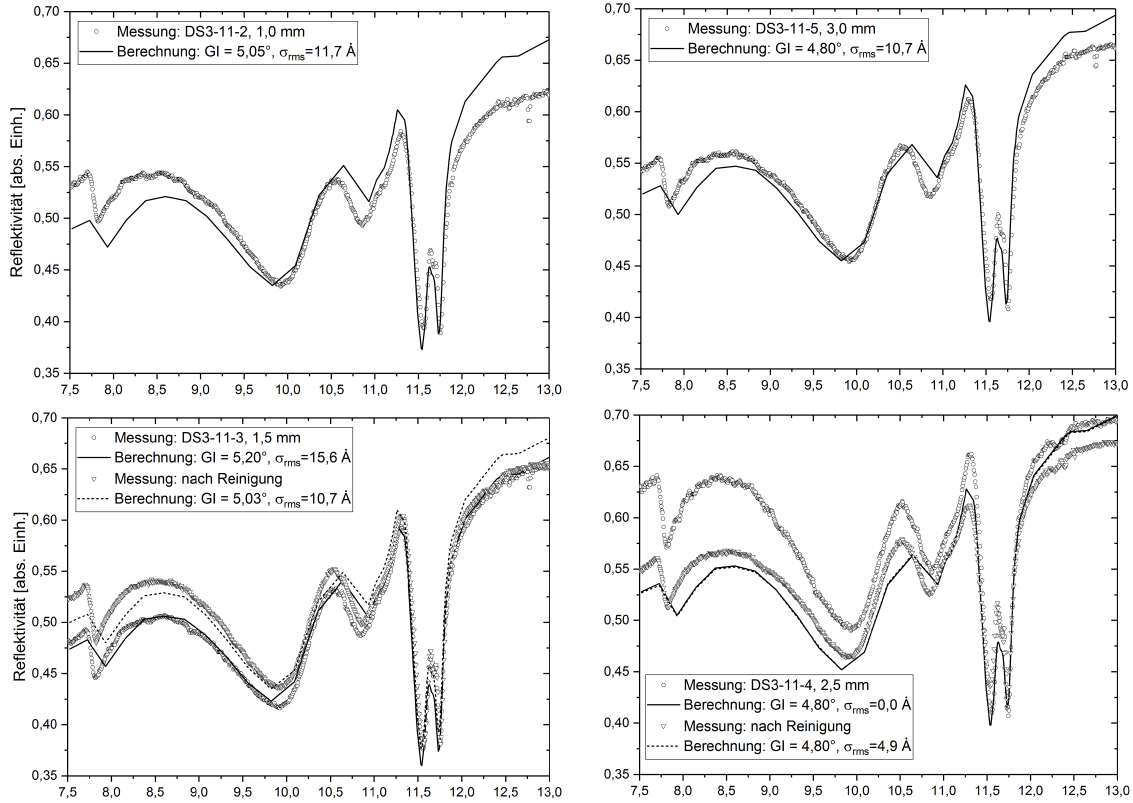 Messung: DS3-11-2, 1,0 mm
Berechnung: GI = 5,05°, σrms=11,7 Å
Reflektivität [abs. Einh.]
0,70
0,65
0,60
0,55
0,50
0,45
0,40
0,35
7,5 8,0 8,5 9,0 9,5 10,0 10,5 11,0 11,5 12,0 12,5 13,0
Messung: DS3-11-5, 3,0 mm
Berechnung: GI = 4,80°, σrms=10,7 Å
0,70
0,65
0,60
0,55
0,50
0,45
0,40
0,35
7,5 8,0 8,5 9,0 9,5 10,0 10,5 11,0 11,5 12,0 12,5 13,0
Messung: DS3-11-3, 1,5 mm
Berechnung: GI = 5,20°, σrms=15,6 Å
Messung: nach Reinigung
Berechnung: GI = 5,03°, σrms=10,7 Å
Reflektivität [abs. Einh.]
0,70
0,65
0,60
0,55
0,50
0,45
0,40
0,35
7,5 8,0 8,5 9,0 9,5 10,0 10,5 11,0 11,5 12,0 12,5 13,0
0,70
0,65
0,60
0,55
0,50
0,45
0,40
0,35
Messung: DS3-11-4, 2,5 mm
Berechnung: GI = 4,80°, σrms=0,0 Å
Messung: nach Reinigung
Berechnung: GI = 4,80°, σrms=4,9 Å
7,5 8,0 8,5 9,0 9,5 10,0 10,5 11,0 11,5 12,0 12,5 13,0